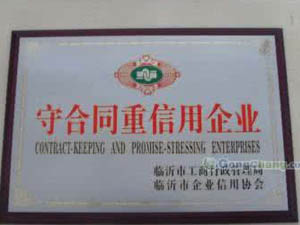 守合同重信用企业
CONTRACT-KEEPING AND PROMISE-STRESSING ENTERPRISES
临沂市工商行政管理局
临沂市企业信用协会